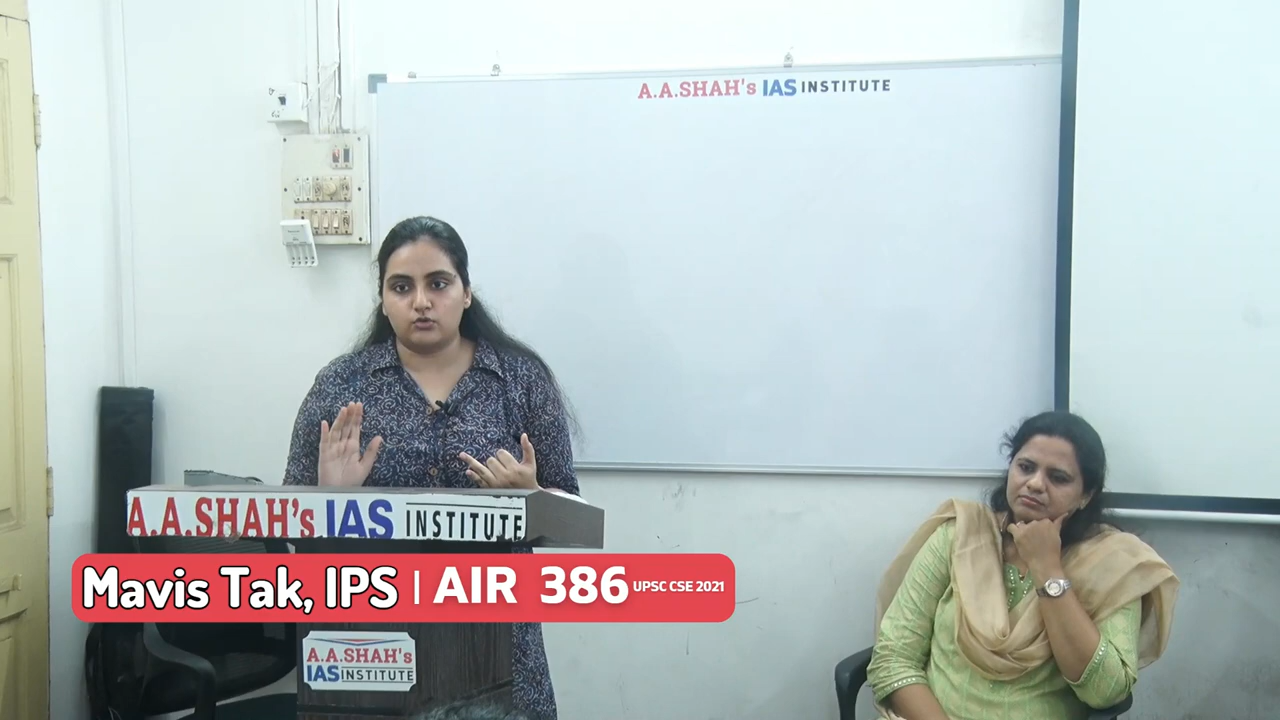 A.A.SHAH's IAS INSTITUTE
A.A.SHAH's IAS INSTITUTE
Mavis Tak, IPS | AIR 386 UPSC CSE 2021
A.A.SHAH's
IAS INSTITUTE